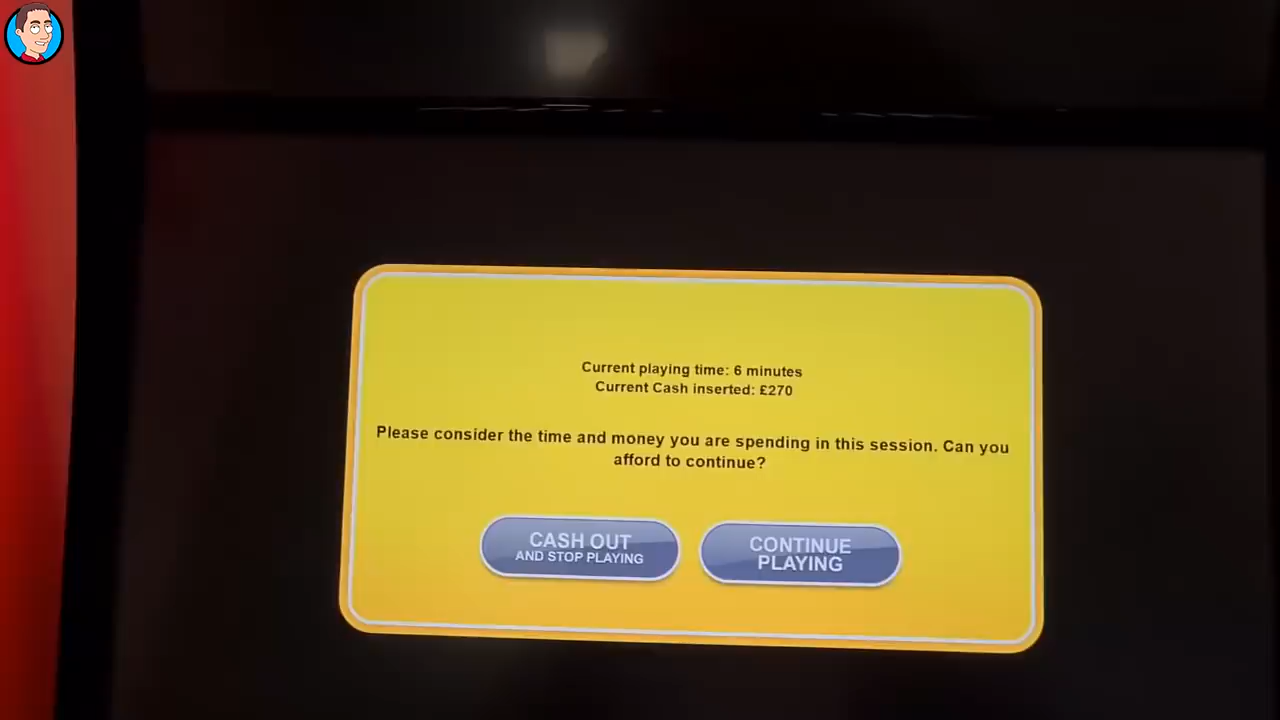 Current playing time: 6 minutes
Current Cash inserted: £270
Please consider the time and money you are spending in this session. Can you
afford to continue?
CASH OUT
AND STOP PLAYING
CONTINUE
PLAYING